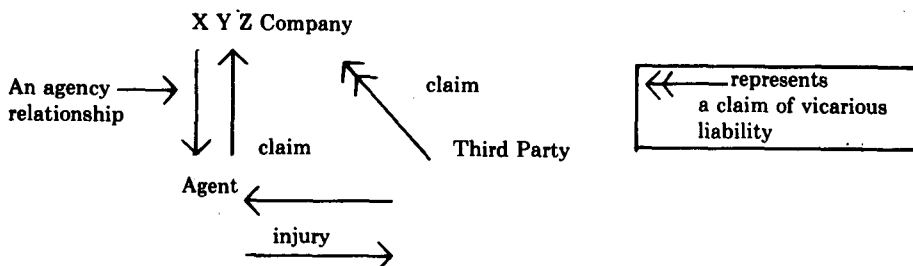 X Y Z Company
An agency
relationship
claim
claim
Third Party
Agent
injury
represents
a claim of vicarious
liability